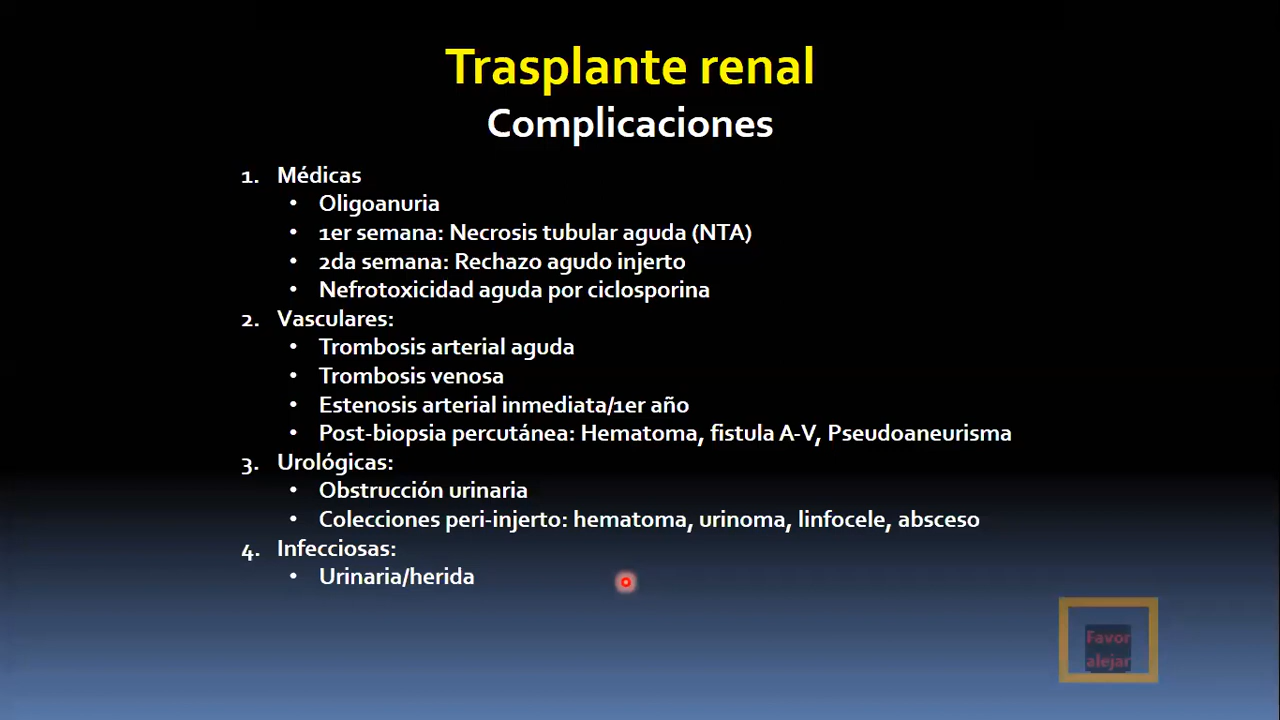 Trasplante renal
Complicaciones
1. Médicas
• Oligoanuria
• 1er semana: Necrosis tubular aguda (NTA)
• 2da semana: Rechazo agudo injerto
• Nefrotoxicidad aguda por ciclosporina
2. Vasculares:
• Trombosis arterial aguda
• Trombosis venosa
• Estenosis arterial inmediata/1er año
• Post-biopsia percutánea: Hematoma, fistula A-V, Pseudoaneurisma
3. Urológicas:
• Obstrucción urinaria
• Colecciones peri-injerto: hematoma, urinoma, linfocele, absceso
4. Infecciosas:
• Urinaria/herida
Favor
alejar